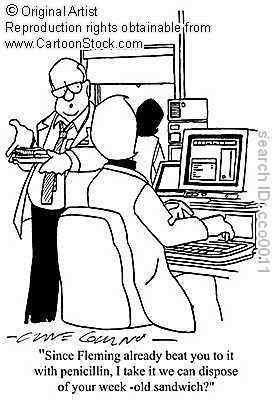 © Original Artist
Reproduction rights obtainable from
www.CartoonStock.com
search ID: cco0011
"Since Fleming already beat you to it
with penicillin, I take it we can dispose
of your week -old sandwich?"